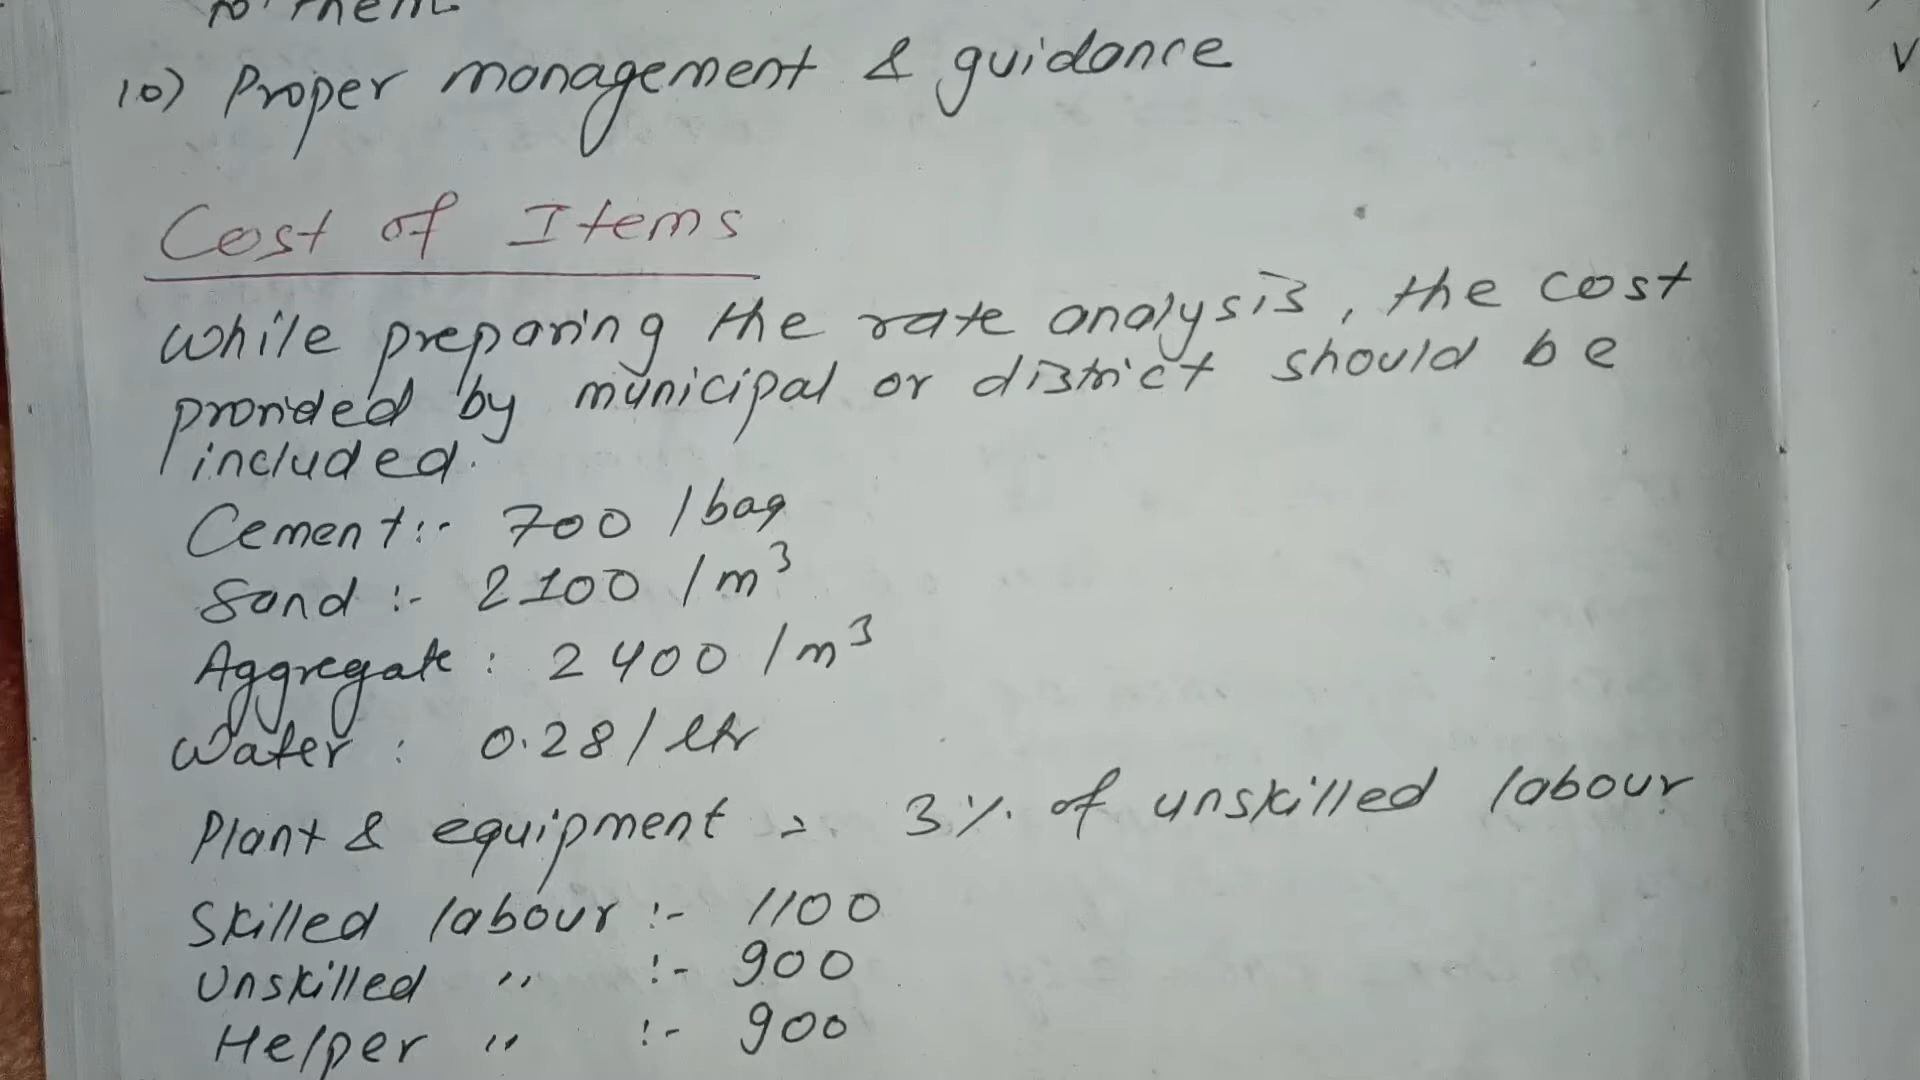 to them.
10) Proper management & guidance
Cost of Items
while preparing the rate analysis, the cost
provided by municipal or district should be
included.
Cement:- 700 /bag
Sand :- 2100 /m³
Aggregate : 2400 /m³
Water : 0.28/ltr
Plant & equipment = 3% of unskilled labour
Skilled labour :- 1100
Unskilled " :- 900
Helper " :- 900